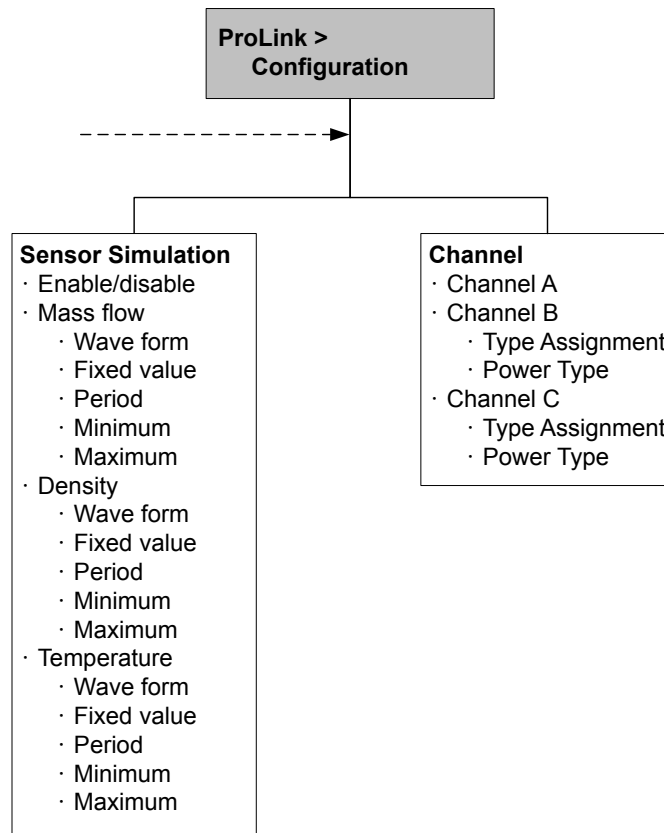 ProLink >
Configuration
Sensor Simulation
· Enable/disable
· Mass flow
· Wave form
· Fixed value
· Period
· Minimum
· Maximum
· Density
· Wave form
· Fixed value
· Period
· Minimum
· Maximum
· Temperature
· Wave form
· Fixed value
· Period
· Minimum
· Maximum
Channel
· Channel A
· Channel B
· Type Assignment
· Power Type
· Channel C
· Type Assignment
· Power Type